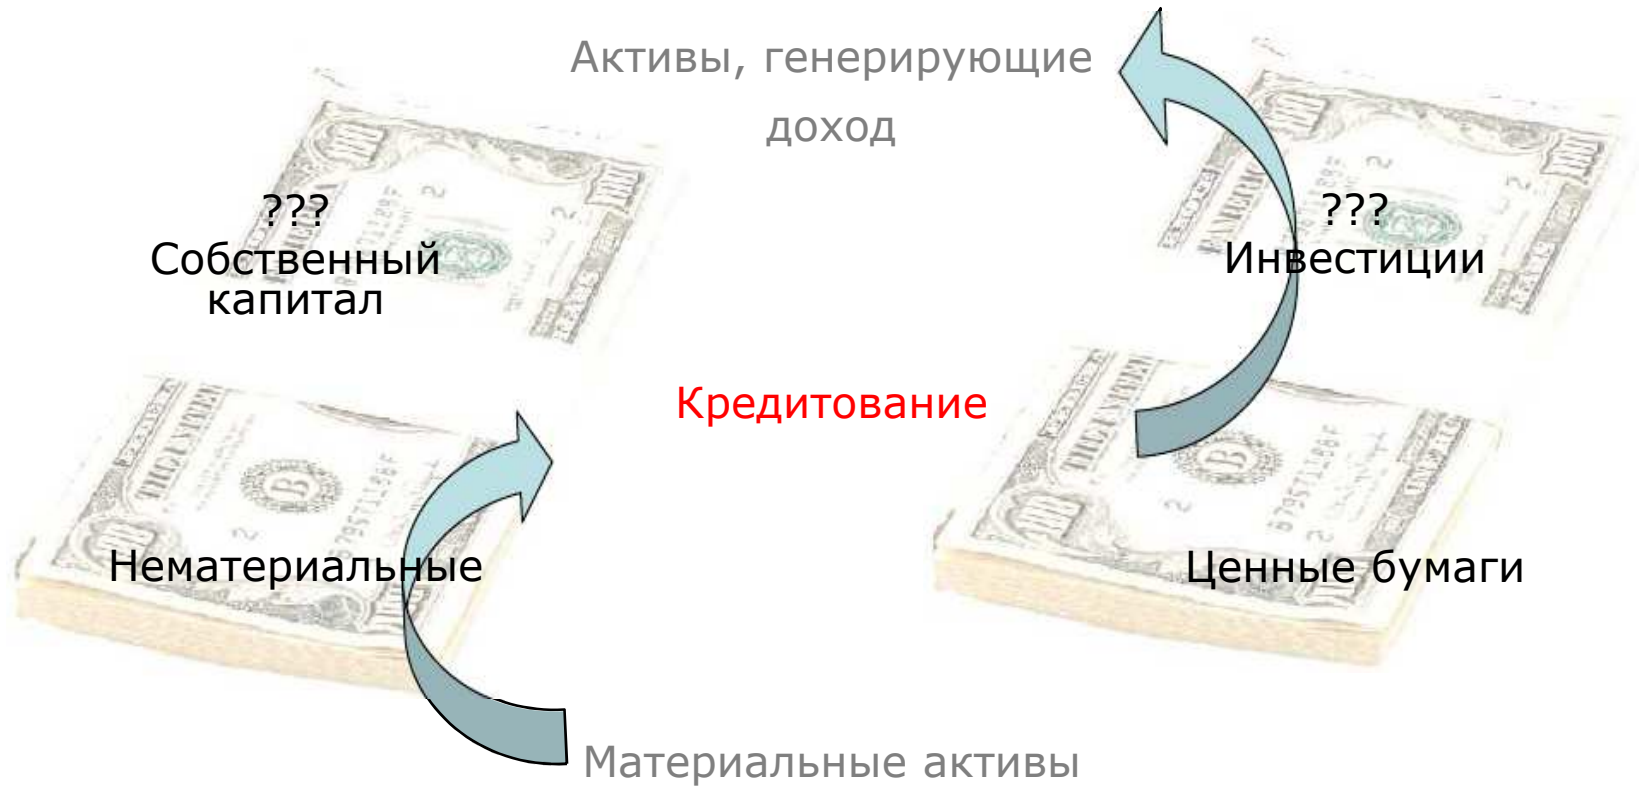 Активы, генерирующие
доход
???
Собственный
капитал
???
Инвестиции
Кредитование
Нематериальные
Ценные бумаги
Материальные активы